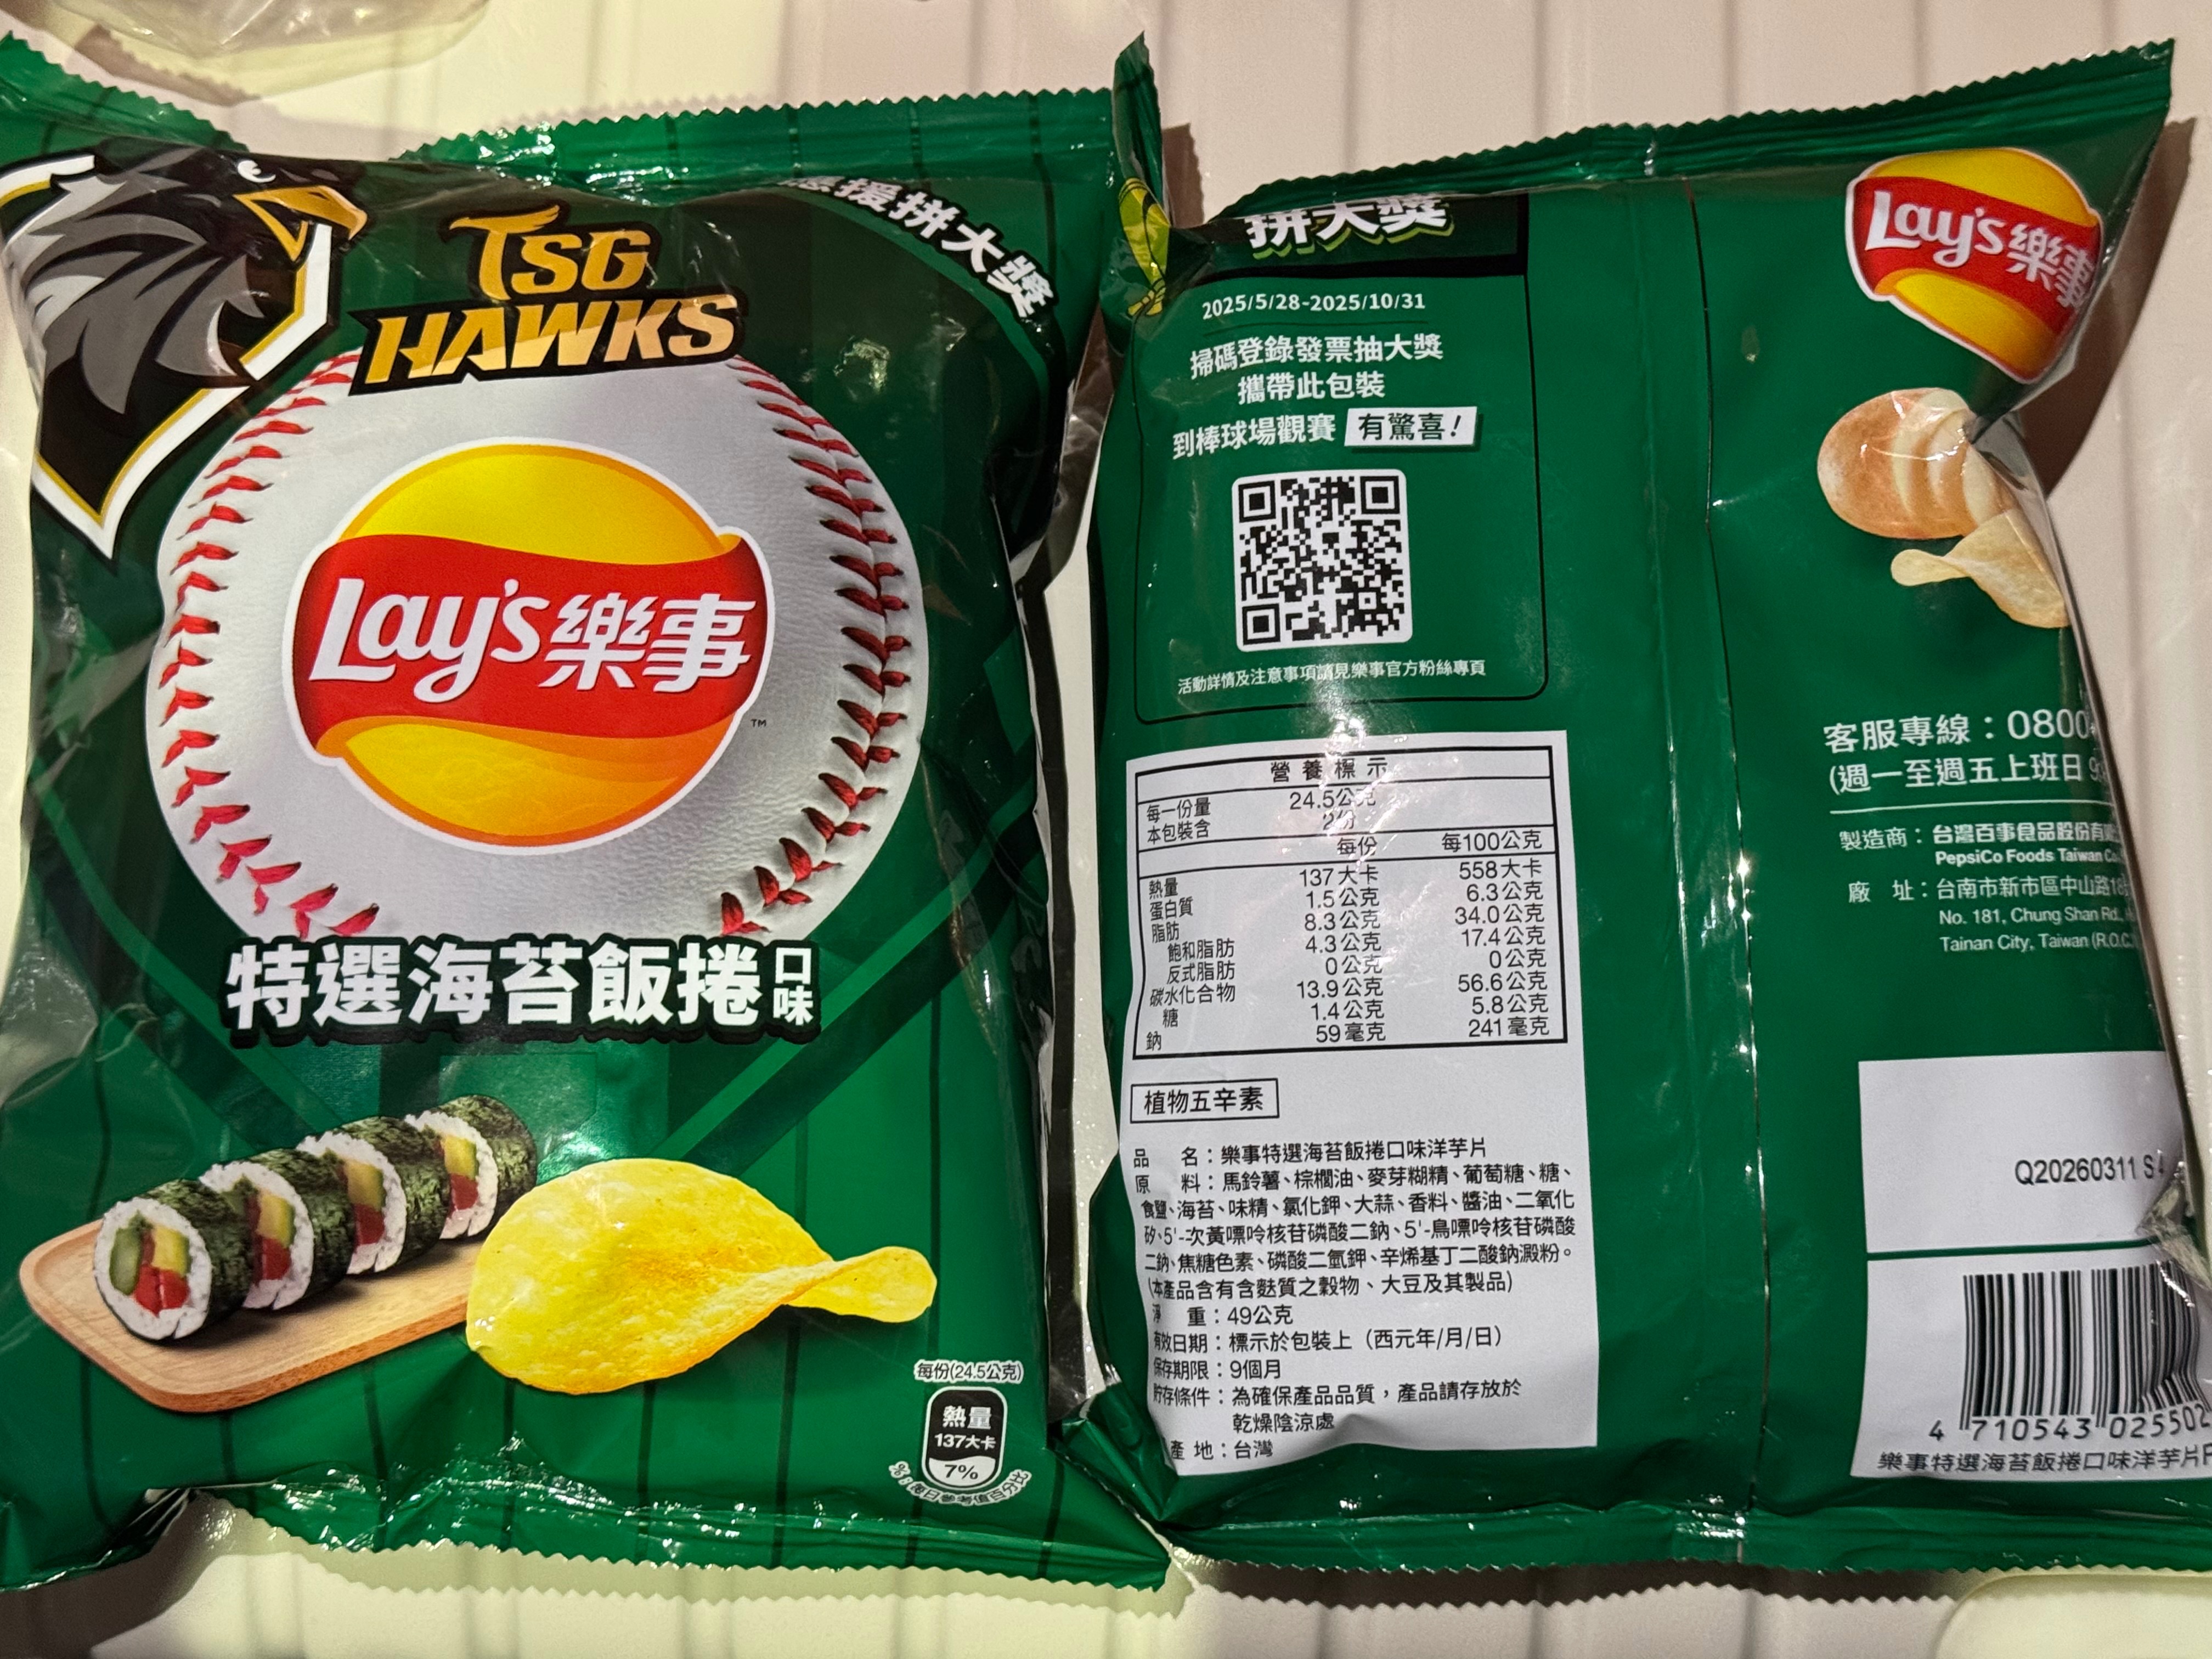 TSG
HAWKS
援拼大獎
Lay's樂事
TM
特選海苔飯捲口味
每份(24.5公克)
熱量
137大卡
7%
%:每日參考值百分比
拼大獎
2025/5/28-2025/10/31
掃碼登錄發票抽大獎
攜帶此包裝
到棒球場觀賽 有驚喜!
活動詳情及注意事項請見樂事官方粉絲專頁
營養標示
每一份量 24.5公克
本包裝含 2份
每份 每100公克
熱量 137大卡 558大卡
蛋白質 1.5公克 6.3公克
脂肪 8.3公克 34.0公克
飽和脂肪 4.3公克 17.4公克
反式脂肪 0公克 0公克
碳水化合物 13.9公克 56.6公克
糖 1.4公克 5.8公克
鈉 59毫克 241毫克
植物五辛素
品 名：樂事特選海苔飯捲口味洋芋片
原 料：馬鈴薯、棕櫚油、麥芽糊精、葡萄糖、糖、
食鹽、海苔、味精、氯化鉀、大蒜、香料、醬油、二氧化
矽、5'-次黃嘌呤核苷磷酸二鈉、5'-鳥嘌呤核苷磷酸
二鈉、焦糖色素、磷酸二氫鉀、辛烯基丁二酸鈉澱粉。
(本產品含有含麩質之穀物、大豆及其製品)
淨 重：49公克
有效日期：標示於包裝上（西元年/月/日）
保存期限：9個月
貯存條件：為確保產品品質，產品請存放於
乾燥陰涼處
產地：台灣
Lay's樂事
客服專線：0800
(週一至週五上班日
製造商：台灣百事食品股份有
PepsiCo Foods Taiwan
廠 址：台南市新市區中山路
No. 181, Chung Shan Rd.,
Tainan City, Taiwan (R.O.C.
Q20260311 S
4 710543 025502
樂事特選海苔飯捲口味洋芋片